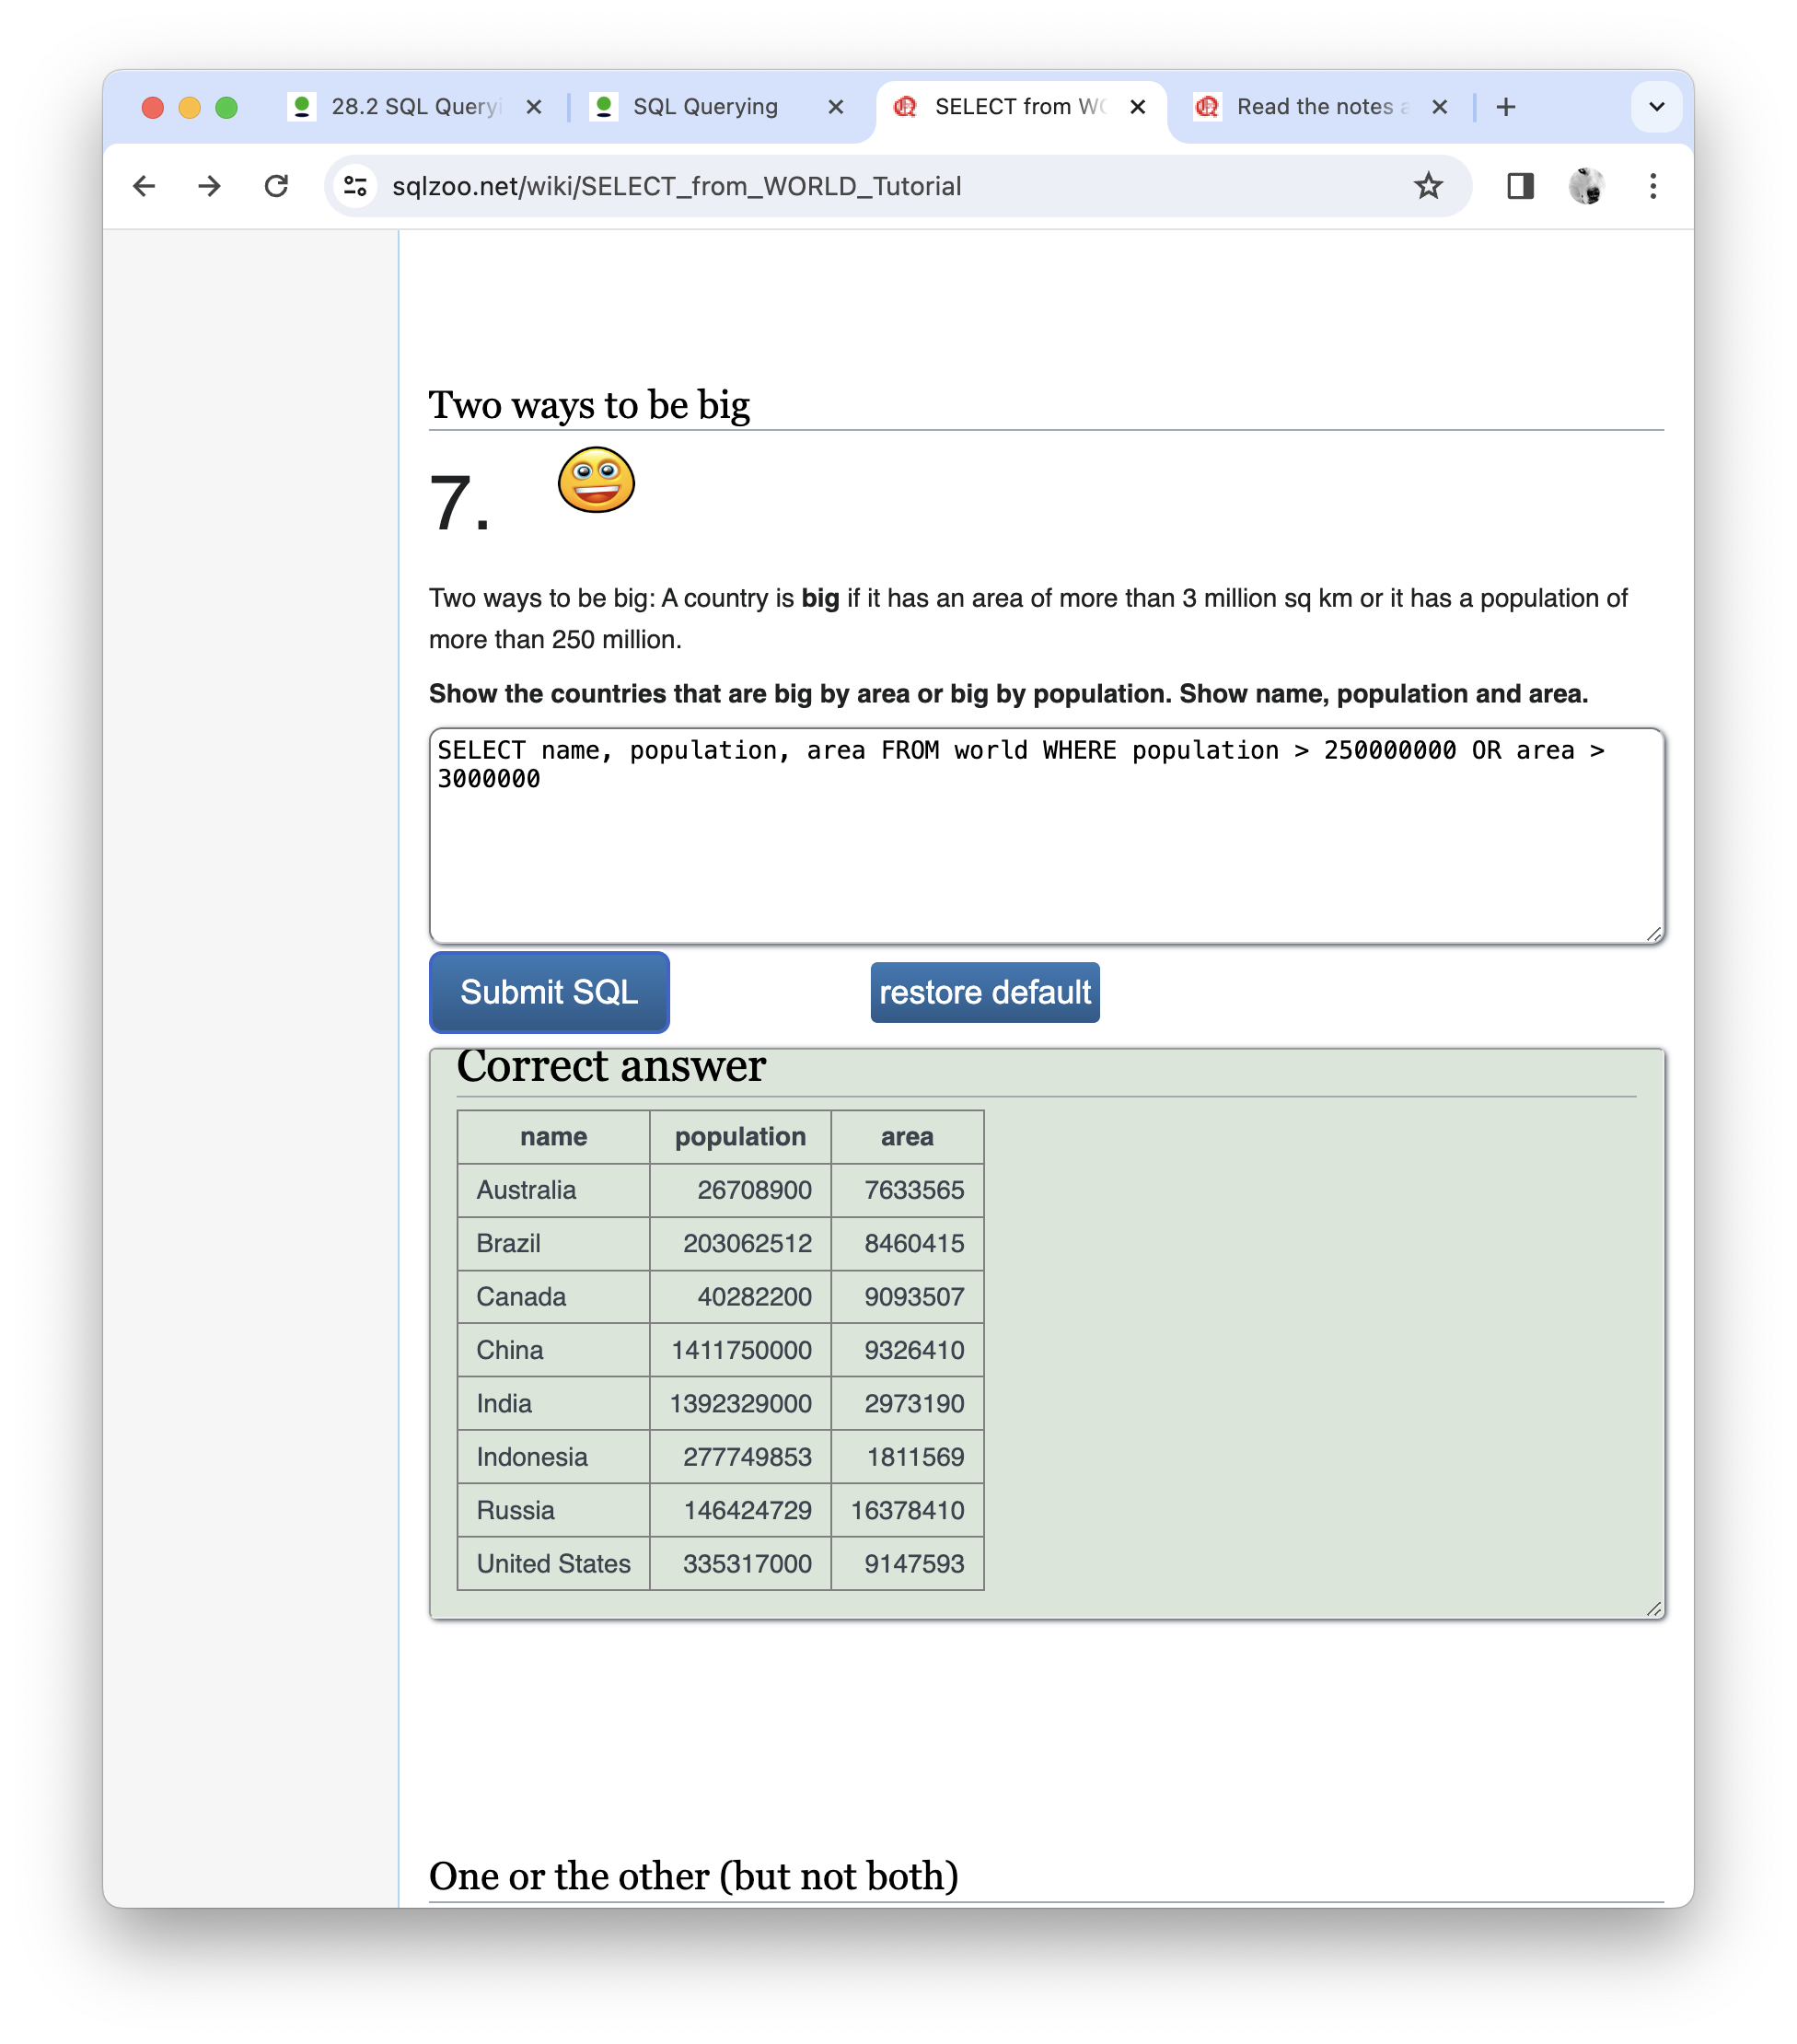 28.2 SQL Queryi
SQL Querying
SELECT from WO
Read the notes a
sqlzoo.net/wiki/SELECT_from_WORLD_Tutorial
Two ways to be big
7.
Two ways to be big: A country is big if it has an area of more than 3 million sq km or it has a population of
more than 250 million.
Show the countries that are big by area or big by population. Show name, population and area.
SELECT name, population, area FROM world WHERE population > 250000000 OR area >
3000000
Submit SQL restore default
Correct answer
name population area
Australia 26708900 7633565
Brazil 203062512 8460415
Canada 40282200 9093507
China 1411750000 9326410
India 1392329000 2973190
Indonesia 277749853 1811569
Russia 146424729 16378410
United States 335317000 9147593
One or the other (but not both)